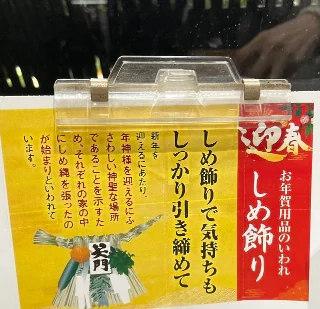 迎春
お年賀用品のいわれ
しめ飾り
しめ飾りで気持ちも
しっかり引き締めて
新年を
迎えるにあたり、
年神様を迎えるにふ
さわしい神聖な場所
であることを示すた
め、それぞれの家の中
にしめ縄を張ったの
が始まりといわれて
います。
笑門